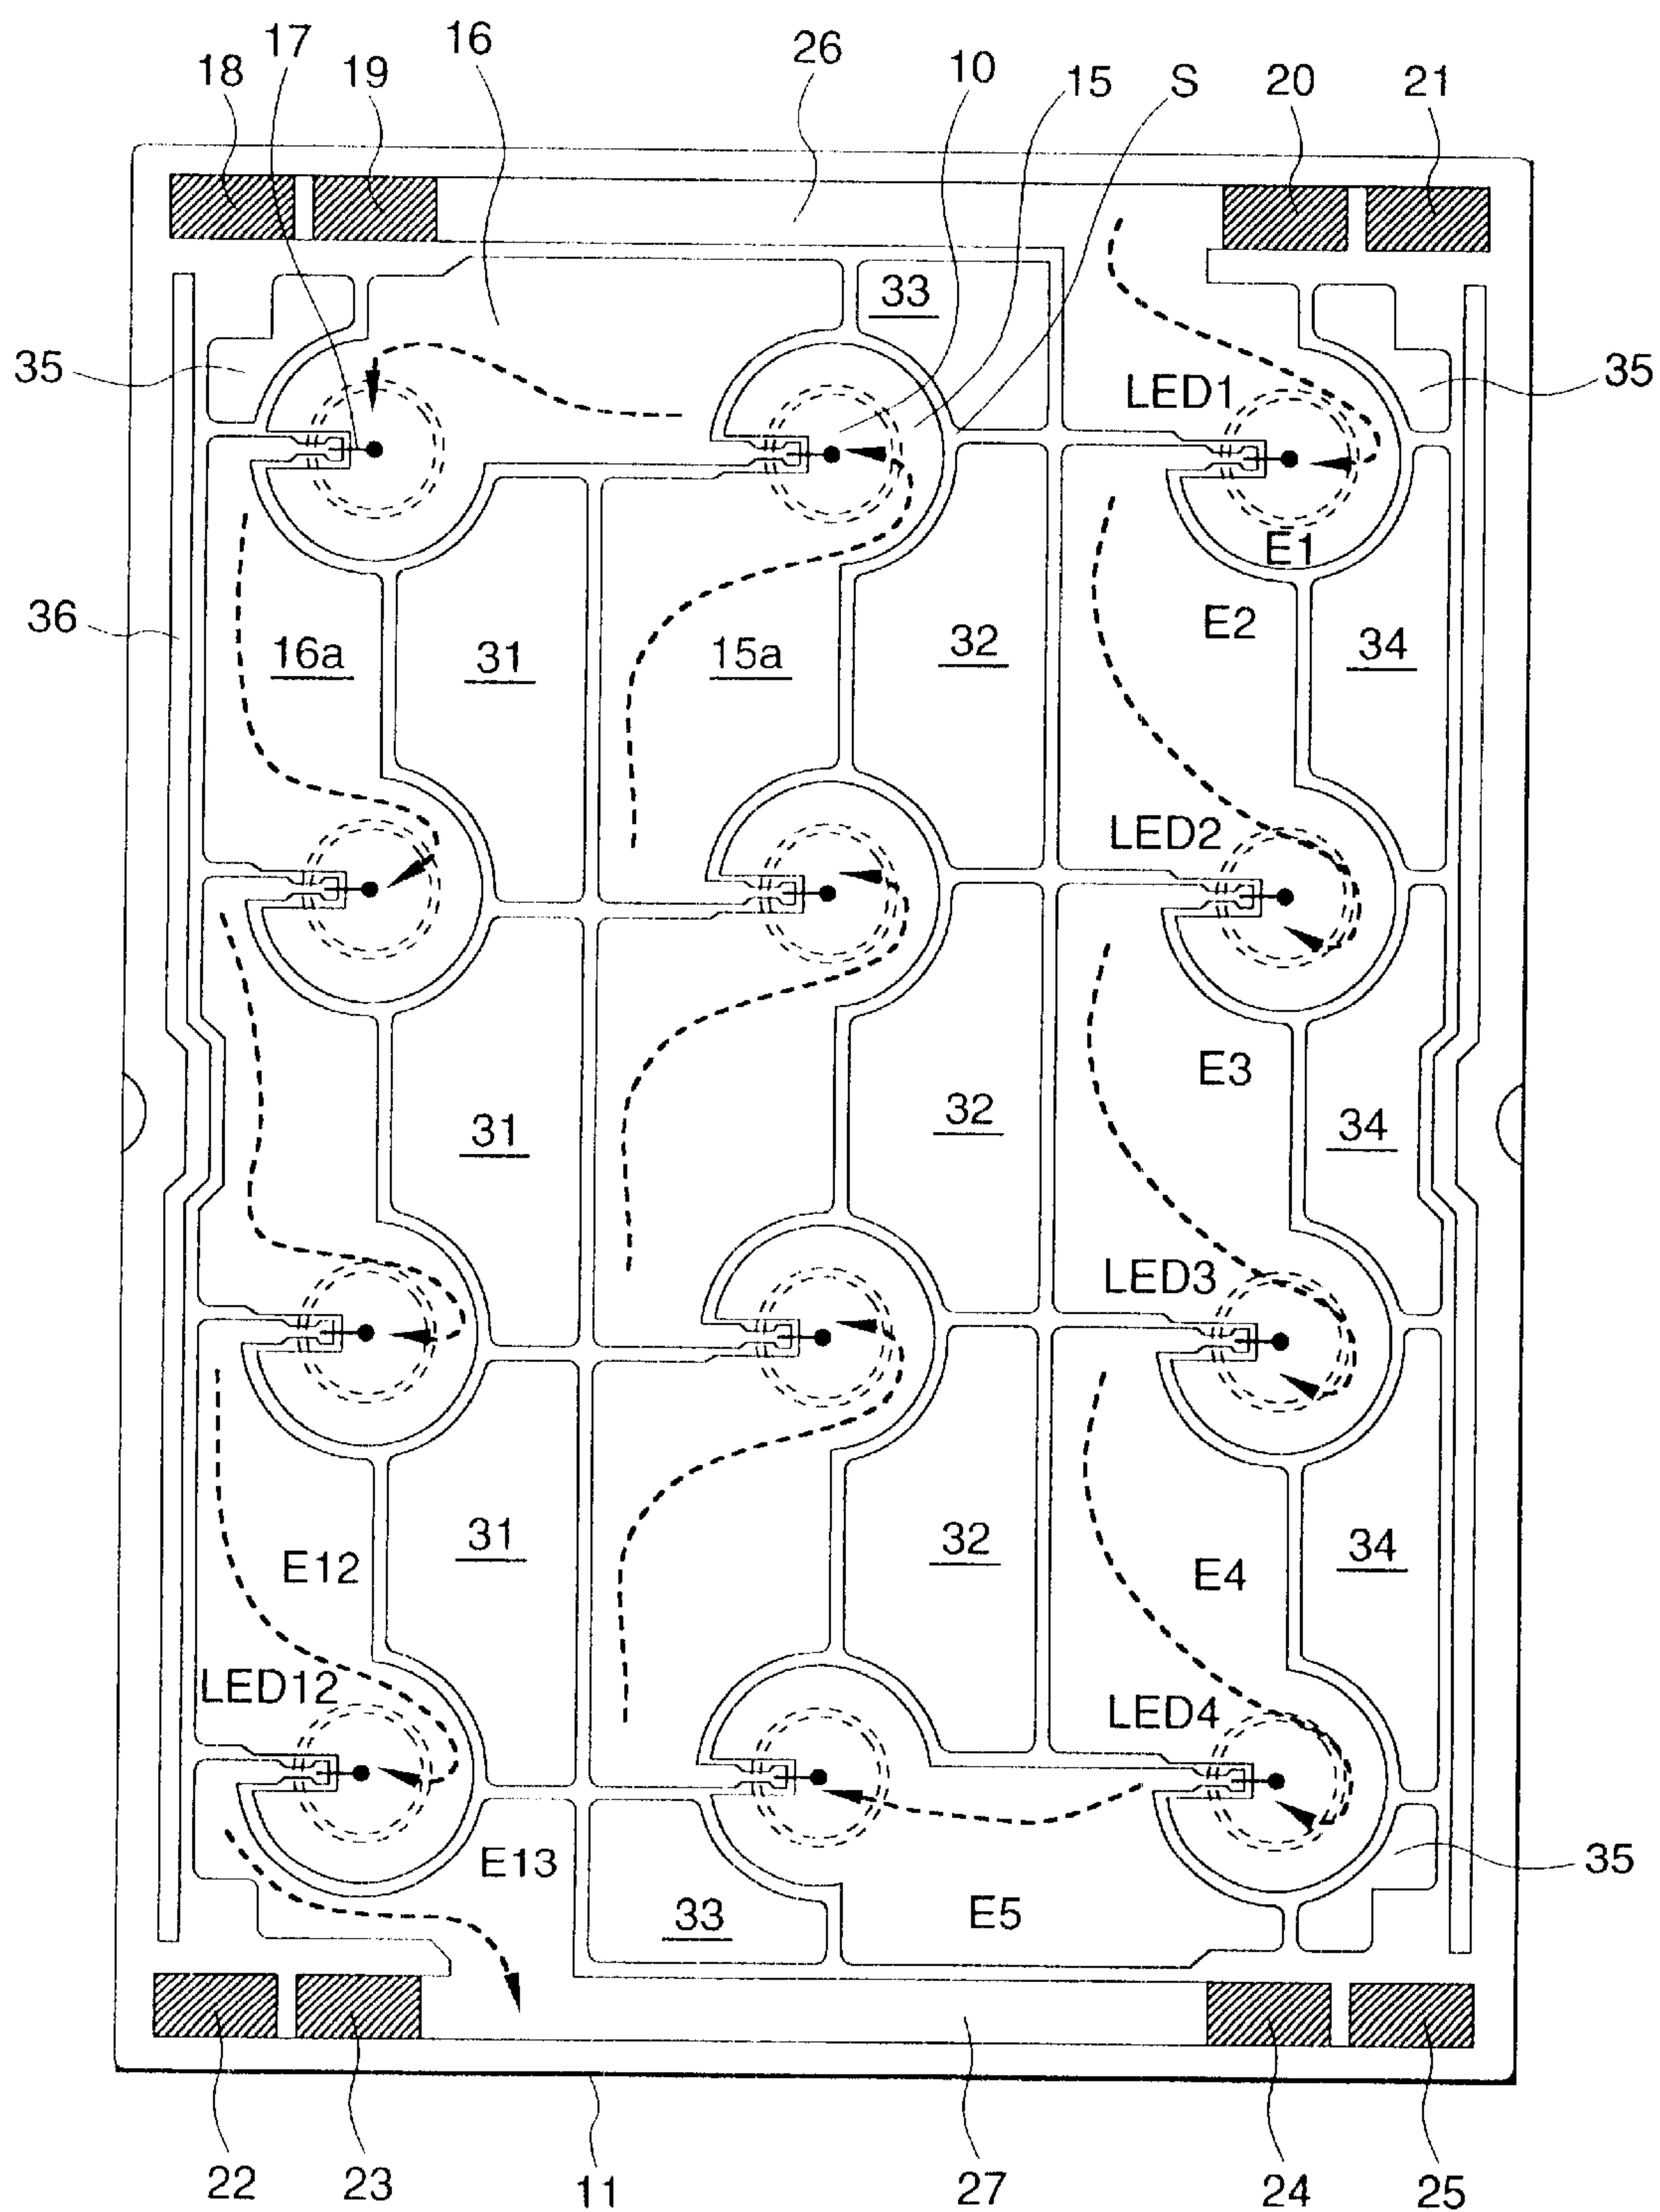 17 16
18 19 26 10 15 S 20 21
33
35 LED1 35
E1
36 16a 31 15a 32 E2 34
LED2
E3
31 32 34
LED3
E12 31 32 E4 34
LED12 LED4
E13 35
33 E5
22 23 11 27 24 25